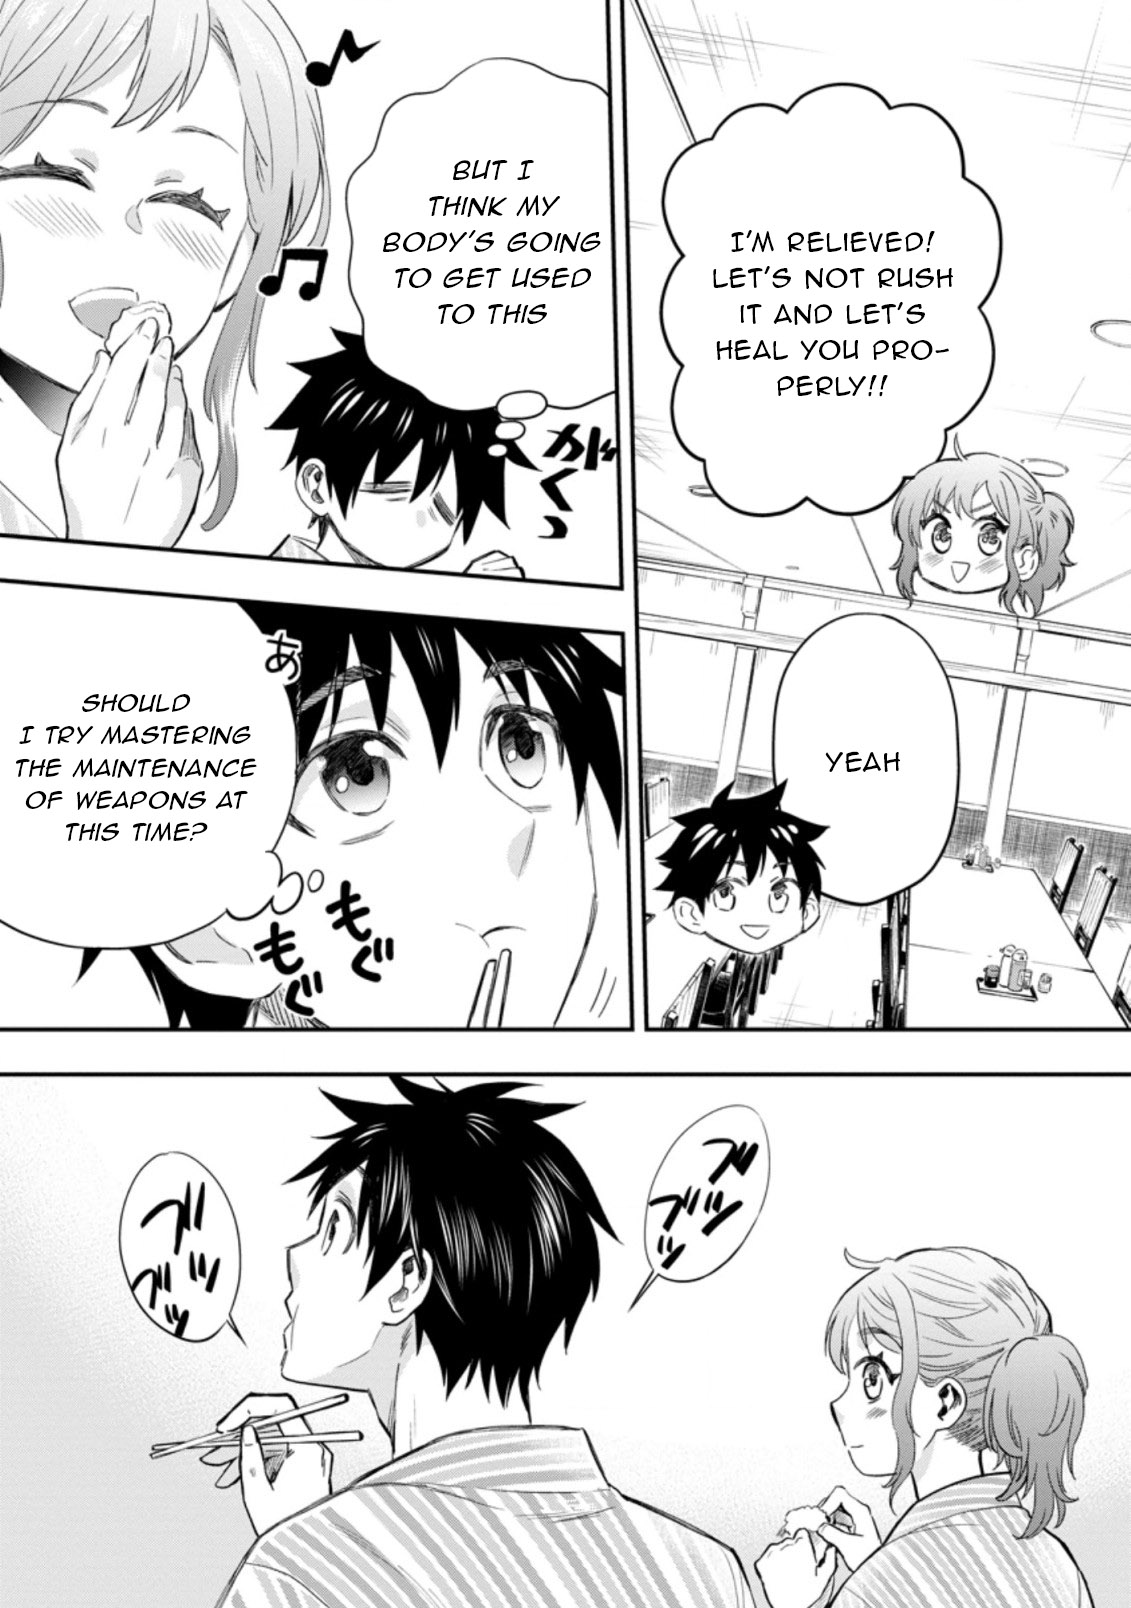 I'M RELIEVED!
LET'S NOT RUSH
IT AND LET'S
HEAL YOU PRO-
PERLY!!
YEAH
BUT I
THINK MY
BODY'S GOING
TO GET USED
TO THIS
がくっ
SHOULD
I TRY MASTERING
THE MAINTENANCE
OF WEAPONS AT
THIS TIME?
あ
もぐ
もぐ
ブブ
ブツ
ブツ
ブツ
ブツ